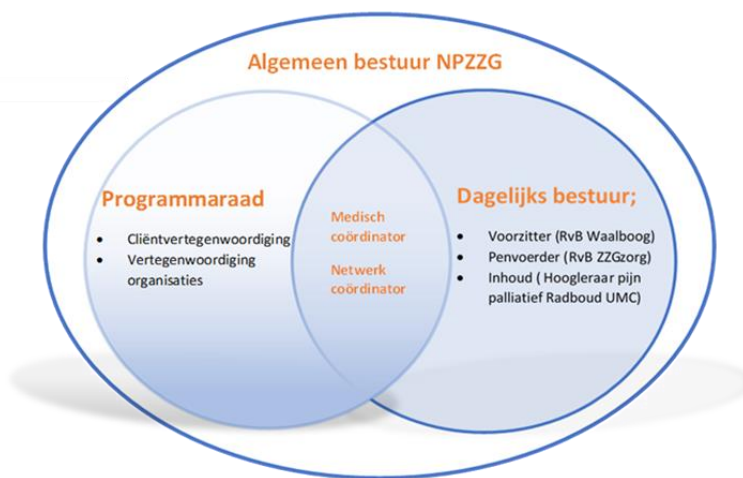 Algemeen bestuur NPZZG
Programmaraad
• Cliëntvertegenwoordiging
• Vertegenwoordiging
organisaties
Medisch
coördinator
Netwerk
coördinator
Dagelijks bestuur;
• Voorzitter (RvB Waalboog)
• Penvoerder (RvB ZZGzorg)
• Inhoud ( Hoogleraar pijn
palliatief Radboud UMC)